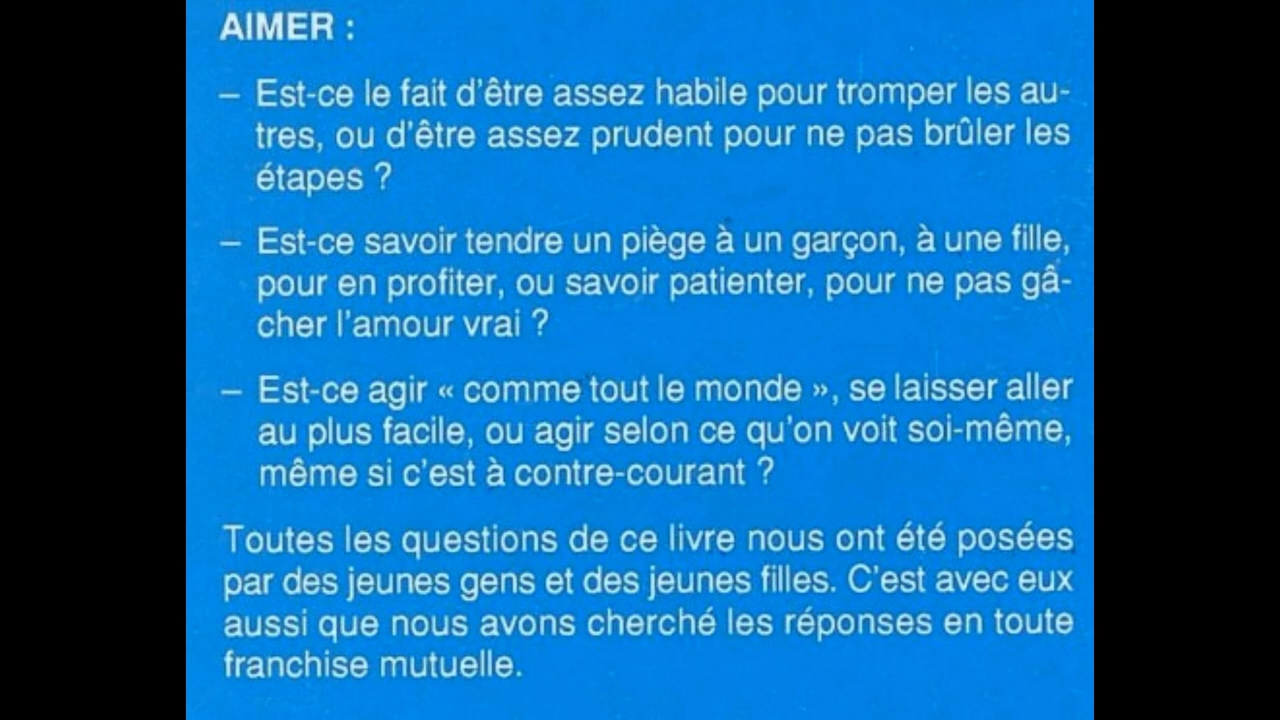 AIMER :
– Est-ce le fait d'être assez habile pour tromper les au-
tres, ou d'être assez prudent pour ne pas brûler les
étapes ?
– Est-ce savoir tendre un piège à un garçon, à une fille,
pour en profiter, ou savoir patienter, pour ne pas gâ-
cher l'amour vrai ?
– Est-ce agir « comme tout le monde », se laisser aller
au plus facile, ou agir selon ce qu'on voit soi-même,
même si c'est à contre-courant ?
Toutes les questions de ce livre nous ont été posées
par des jeunes gens et des jeunes filles. C'est avec eux
aussi que nous avons cherché les réponses en toute
franchise mutuelle.